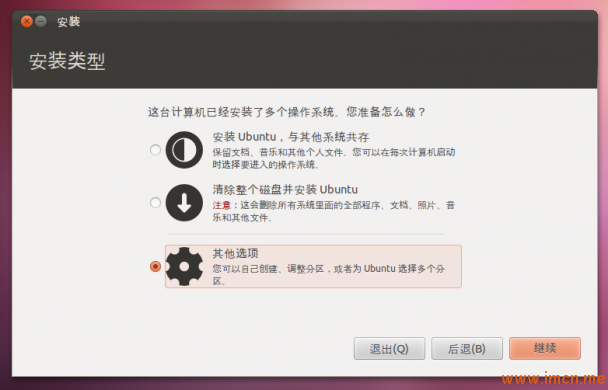 安装
安装类型
这台计算机已经安装了多个操作系统。您准备怎么做？
安装 Ubuntu，与其他系统共存
保留文档、音乐和其他个人文件。您可以在每次计算机启动
时选择要进入的操作系统。
清除整个磁盘并安装 Ubuntu
注意：这会删除所有系统里面的全部程序、文档、照片、音
乐和其他文件。
其他选项
您可以自己创建、调整分区，或者为 Ubuntu 选择多个分
区。
退出(Q) 后退(B) 继续
www.imcn.me